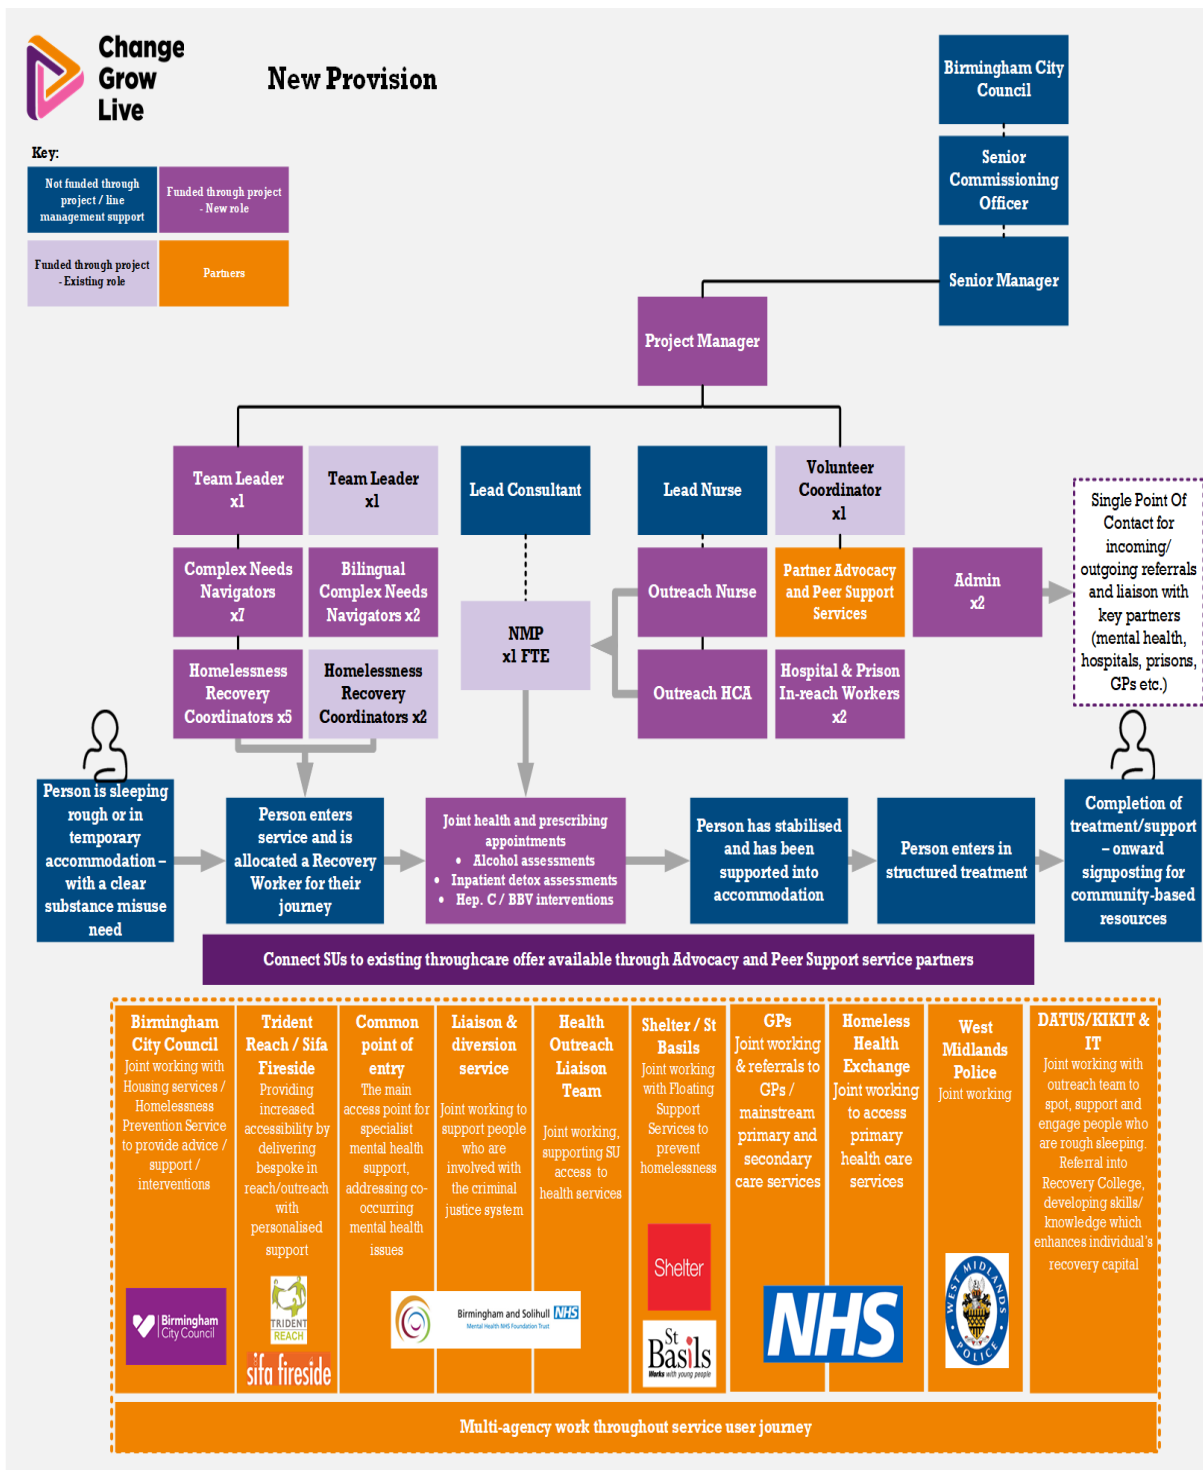 Change
Grow
Live
New Provision
Key:
Not funded through
project / line
management support
Funded through project
- New role
Funded through project
- Existing role
Partners
Birmingham City
Council
Senior
Commissioning
Officer
Senior Manager
Project Manager
Team Leader
x1
Team Leader
x1
Lead Consultant
Lead Nurse
Volunteer
Coordinator
x1
Complex Needs
Navigators
x7
Bilingual
Complex Needs
Navigators x2
NMP
x1 FTE
Outreach Nurse
Partner Advocacy
and Peer Support
Services
Admin
x2
Single Point Of
Contact for
incoming/
outgoing referrals
and liaison with
key partners
(mental health,
hospitals, prisons,
GPs etc.)
Homelessness
Recovery
Coordinators x5
Homelessness
Recovery
Coordinators x2
Outreach HCA
Hospital & Prison
In-reach Workers
x2
Person is sleeping
rough or in
temporary
accommodation –
with a clear
substance misuse
need
Person enters
service and is
allocated a Recovery
Worker for their
journey
Joint health and prescribing
appointments
• Alcohol assessments
• Inpatient detox assessments
• Hep. C / BBV interventions
Person has stabilised
and has been
supported into
accommodation
Person enters in
structured treatment
Completion of
treatment/support
– onward
signposting for
community-based
resources
Connect SUs to existing throughcare offer available through Advocacy and Peer Support service partners
Birmingham
City Council
Joint working with
Housing services /
Homelessness
Prevention Service
to provide advice /
support /
interventions
Birmingham
City Council
Trident
Reach / Sifa
Fireside
Providing
increased
accessibility by
delivering
bespoke in
reach/outreach
with
personalised
support
TRIDENT
REACH
sifa fireside
Common
point of
entry
The main
access point for
specialist
mental health
support,
addressing co-
occurring
mental health
issues
Liaison &
diversion
service
Joint working to
support people
who are
involved with
the criminal
justice system
Birmingham and Solihull NHS
Mental Health NHS Foundation Trust
Health
Outreach
Liaison
Team
Joint working,
supporting SU
access to
health services
Shelter / St
Basils
Joint working
with Floating
Support
Services to
prevent
homelessness
Shelter
St
Basils
Works with young people
GPs
Joint working
& referrals to
GPs /
mainstream
primary and
secondary
care services
Homeless
Health
Exchange
Joint working
to access
primary
health care
services
NHS
West
Midlands
Police
Joint working
WEST MIDLANDS
POLICE
DATUS/KIKIT &
IT
Joint working with
outreach team to
spot, support and
engage people who
are rough sleeping.
Referral into
Recovery College,
developing skills/
knowledge which
enhances individual's
recovery capital
Multi-agency work throughout service user journey